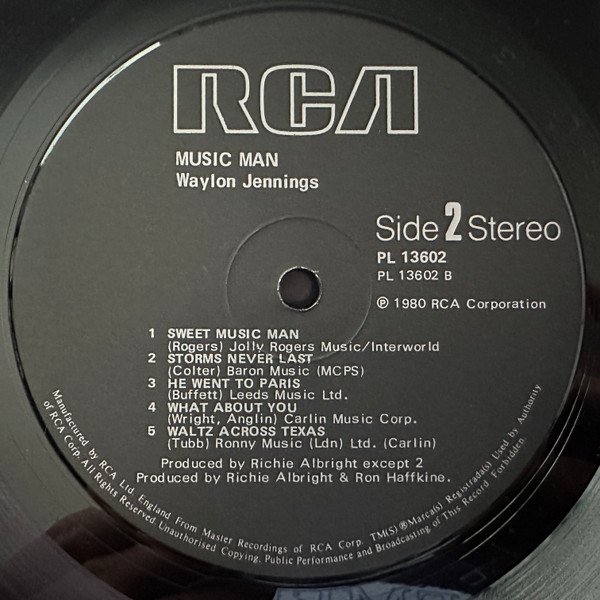 RCA
MUSIC MAN
Waylon Jennings
Side 2 Stereo
PL 13602
PL 13602 B
℗ 1980 RCA Corporation
1 SWEET MUSIC MAN
(Rogers) Jolly Rogers Music/Interworld
2 STORMS NEVER LAST
(Colter) Baron Music (MCPS)
3 HE WENT TO PARIS
(Buffett) Leeds Music Ltd.
4 WHAT ABOUT YOU
(Wright, Anglin) Carlin Music Corp.
5 WALTZ ACROSS TEXAS
(Tubb) Ronny Music (Ldn) Ltd. (Carlin)
Produced by Richie Albright except 2
Produced by Richie Albright & Ron Haffkine.
Manufactured by RCA Ltd. England. From Master Recordings of RCA Corp. TM(S)®Marca(s) Registrada(s) Used by Authority
of RCA Corp. All Rights Reserved. Unauthorised Copying, Public Performance and Broadcasting of This Record Forbidden.